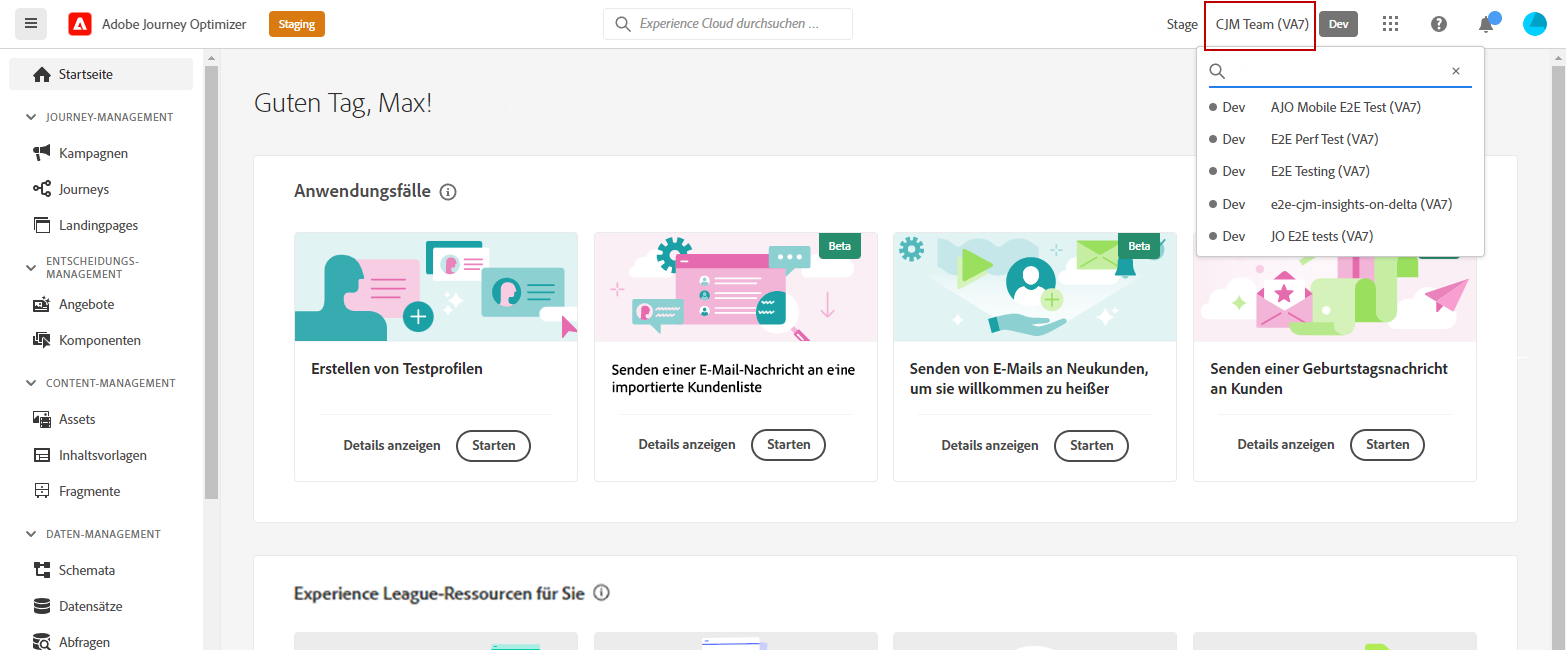 Adobe Journey Optimizer
Staging
Experience Cloud durchsuchen ...
Stage
CJM Team (VA7)
Dev
Dev AJO Mobile E2E Test (VA7)
Dev E2E Perf Test (VA7)
Dev E2E Testing (VA7)
Dev e2e-cjm-insights-on-delta (VA7)
Dev JO E2E tests (VA7)
Startseite
JOURNEY-MANAGEMENT
Kampagnen
Journeys
Landingpages
ENTSCHEIDUNGS-
MANAGEMENT
Angebote
Komponenten
CONTENT-MANAGEMENT
Assets
Inhaltsvorlagen
Fragmente
DATEN-MANAGEMENT
Schemata
Datensätze
Abfragen
Guten Tag, Max!
Anwendungsfälle
Erstellen von Testprofilen
Details anzeigen
Starten
Beta
Senden einer E-Mail-Nachricht an eine
importierte Kundenliste
Details anzeigen
Starten
Beta
Senden von E-Mails an Neukunden,
um sie willkommen zu heißer
Details anzeigen
Starten
Senden einer Geburtstagsnachricht
an Kunden
Details anzeigen
Starten
Experience League-Ressourcen für Sie